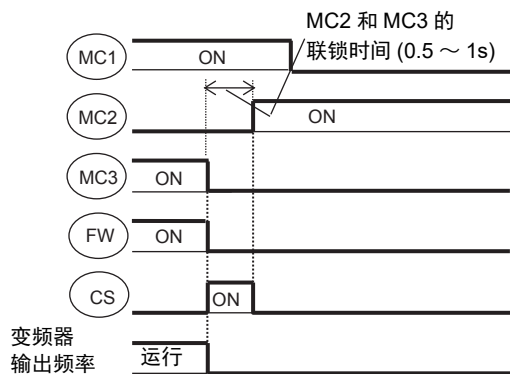 MC2 和 MC3 的
联锁时间 (0.5 ～ 1s)
MC1
ON
MC2
ON
MC3
ON
FW
ON
CS
ON
变频器
输出频率
运行